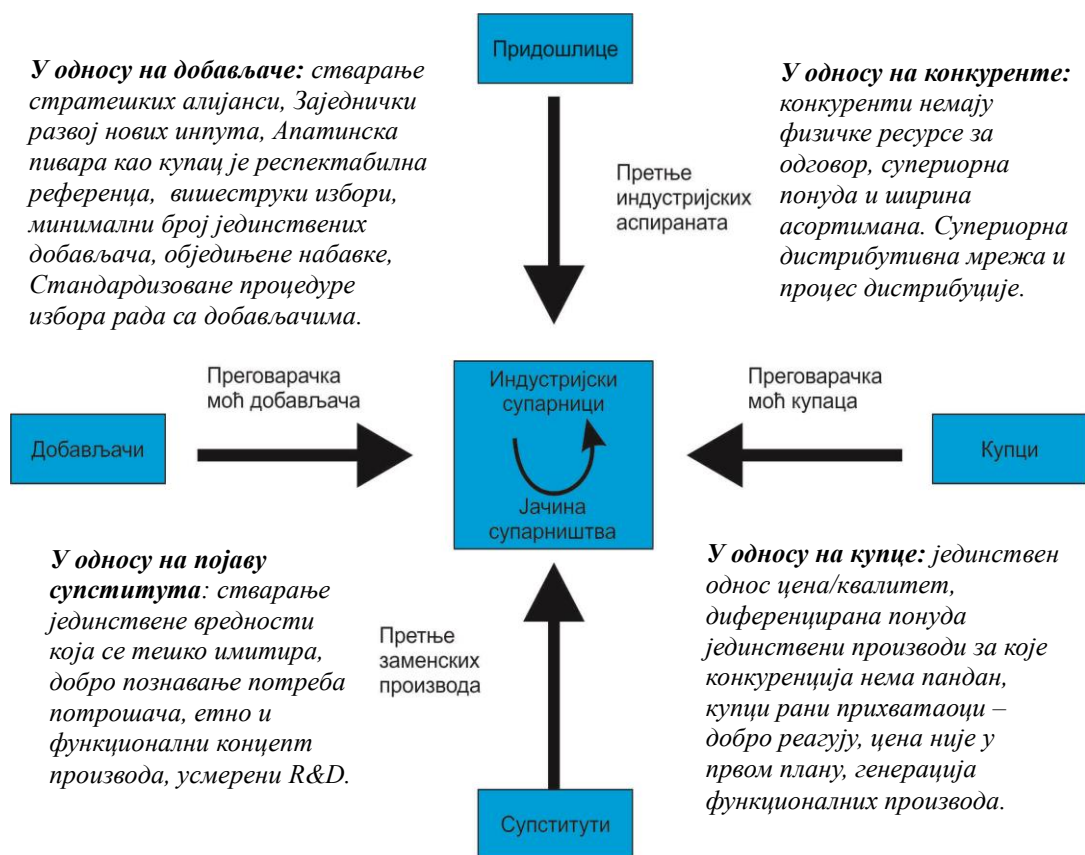 Придошлице
У односу на добављаче: стварање
стратешких алијанси, Заједнички
развој нових инпута, Апатинска
пивара као купац је респектабилна
референца, вишеструки избори,
минимални број јединствених
добављача, обједињене набавке,
Стандардизоване процедуре
избора рада са добављачима.
Претње
индустријских
аспираната
У односу на конкуренте:
конкуренти немају
физичке ресурсе за
одговор, супериорна
понуда и ширина
асортимана. Супериорна
дистрибутивна мрежа и
процес дистрибуције.
Преговарачка
моћ добављача
Добављачи
Индустријски
супарници
Јачина
супарништва
Преговарачка
моћ купаца
Купци
У односу на појаву
супститута: стварање
јединствене вредности
која се тешко имитира,
добро познавање потреба
потрошача, етно и
функционални концепт
производа, усмерени R&D.
Претње
заменских
производа
У односу на купце: јединствен
однос цена/квалитет,
диференцирана понуда
јединствени производи за које
конкуренција нема пандан,
купци рани прихватаоци –
добро реагују, цена није у
првом плану, генерација
функционалних производа.
Супститути